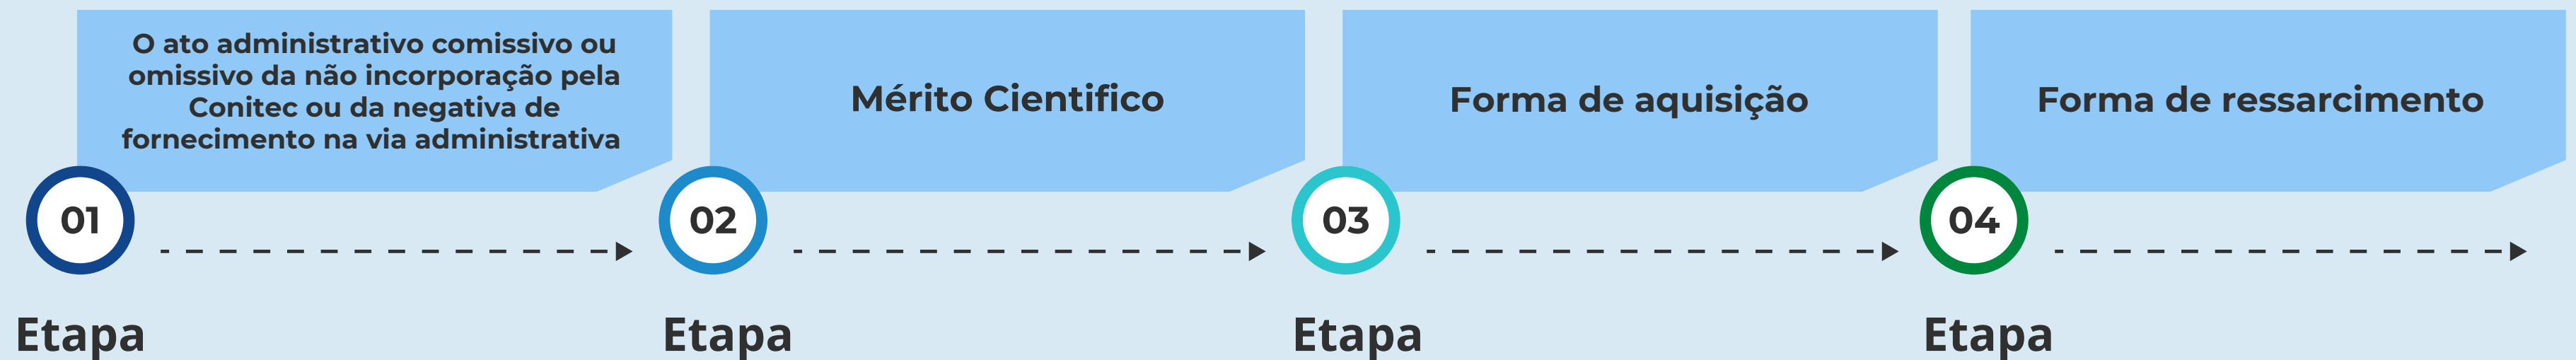 O ato administrativo comissivo ou
omissivo da não incorporação pela
Conitec ou da negativa de
fornecimento na via administrativa
Mérito Cientifico
Forma de aquisição
Forma de ressarcimento
01
02
03
04
Etapa
Etapa
Etapa
Etapa